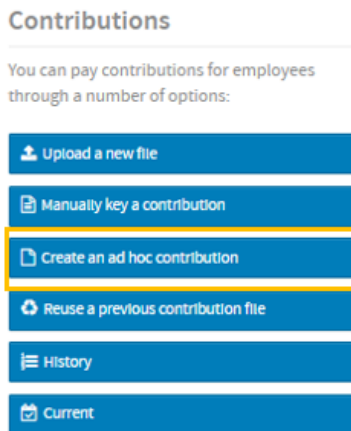 Contributions
You can pay contributions for employees
through a number of options:
Upload a new file
Manually key a contribution
Create an ad hoc contribution
Reuse a previous contribution file
History
Current